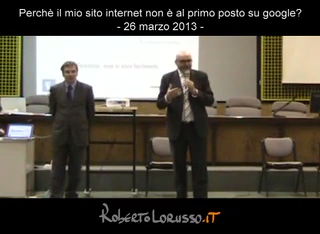 Perchè il mio sito internet non è al primo posto su google?
- 26 marzo 2013 -
RobertoLorusso.iT